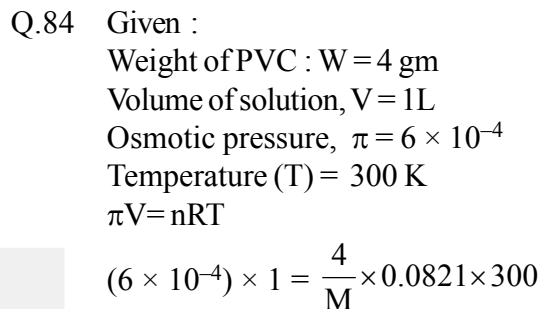 Q.84 Given :
Weight of PVC : W = 4 gm
Volume of solution, V = 1L
Osmotic pressure, π = 6 × 10⁻⁴
Temperature (T) = 300 K
πV= nRT
(6 × 10⁻⁴) × 1 = 4/M × 0.0821 × 300